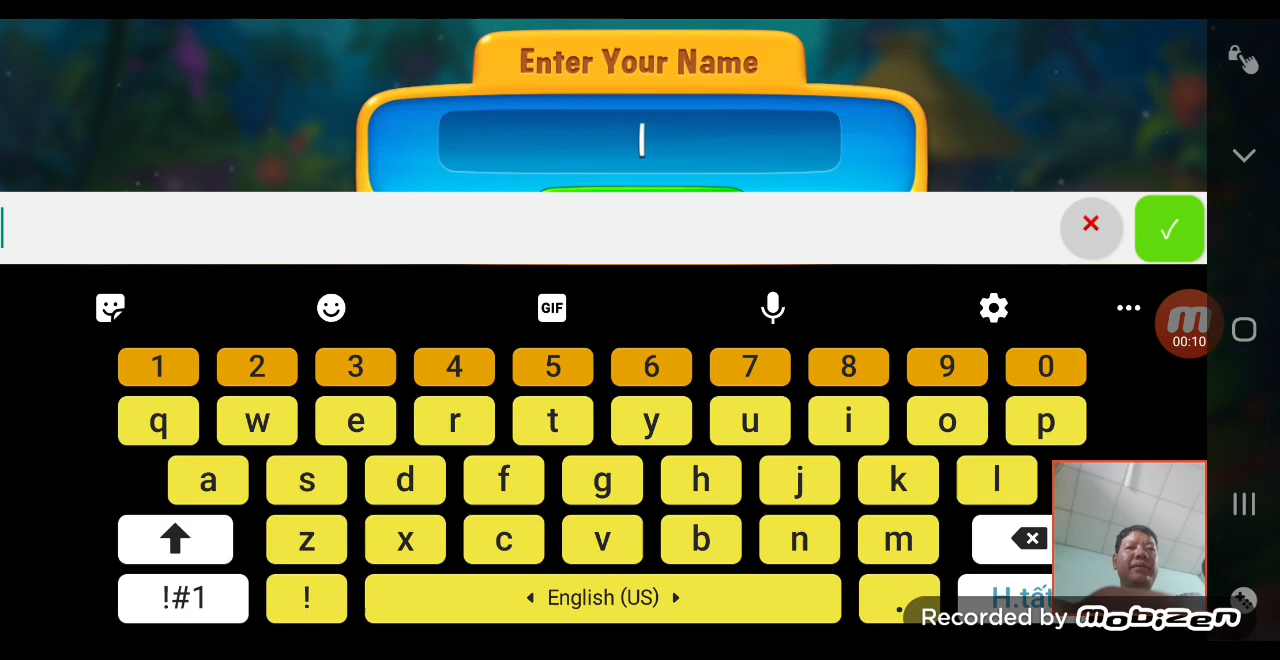 Enter Your Name
GIF
00:10
1 2 3 4 5 6 7 8 9 0
q w e r t y u i o p
a s d f g h j k l
z x c v b n m
!#1 ! English (US) . H.tất
Recorded by mobizen